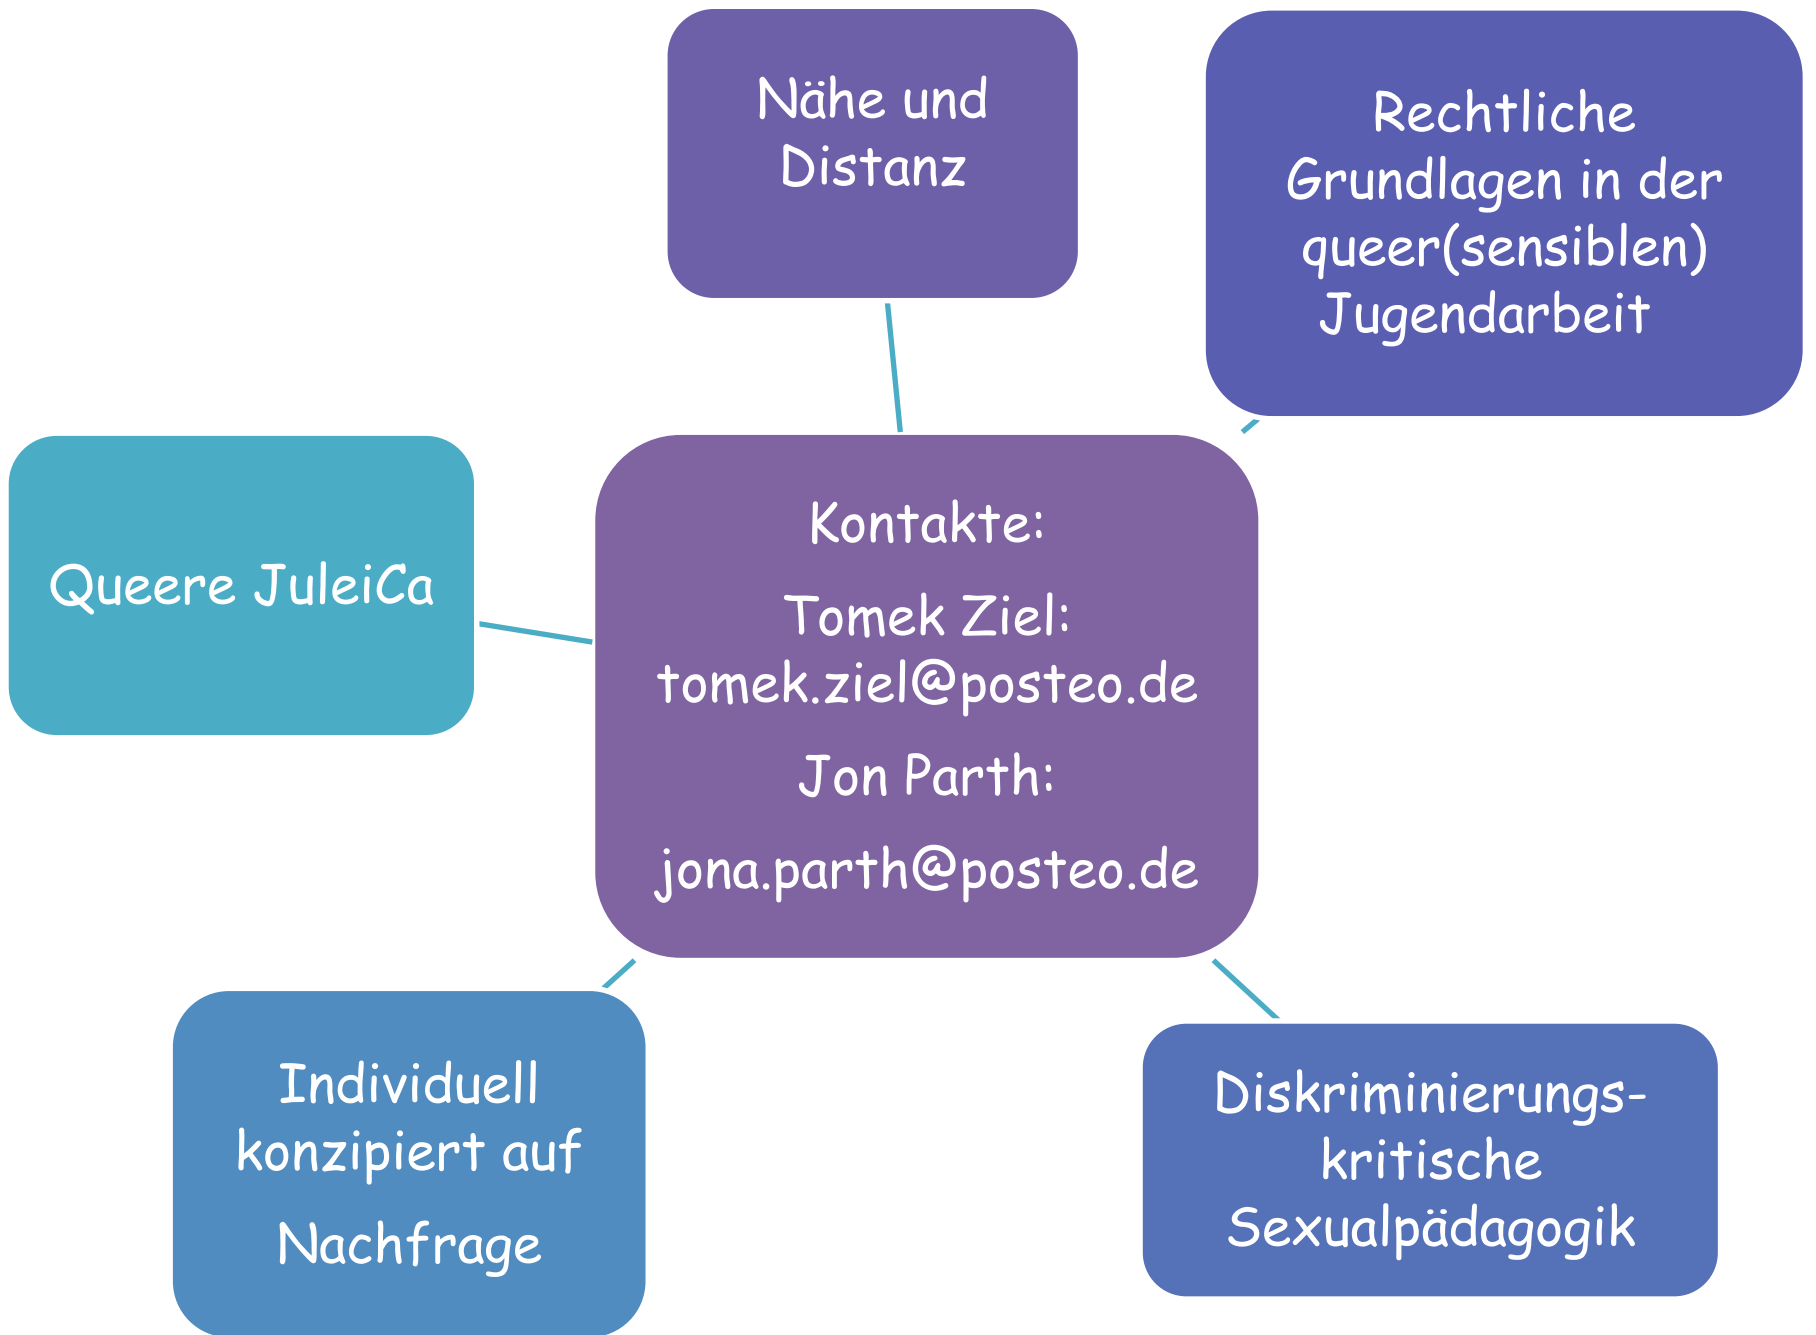 Nähe und
Distanz
Rechtliche
Grundlagen in der
queer(sensiblen)
Jugendarbeit
Queere JuleiCa
Kontakte:
Tomek Ziel:
tomek.ziel@posteo.de
Jon Parth:
jona.parth@posteo.de
Individuell
konzipiert auf
Nachfrage
Diskriminierungs-
kritische
Sexualpädagogik